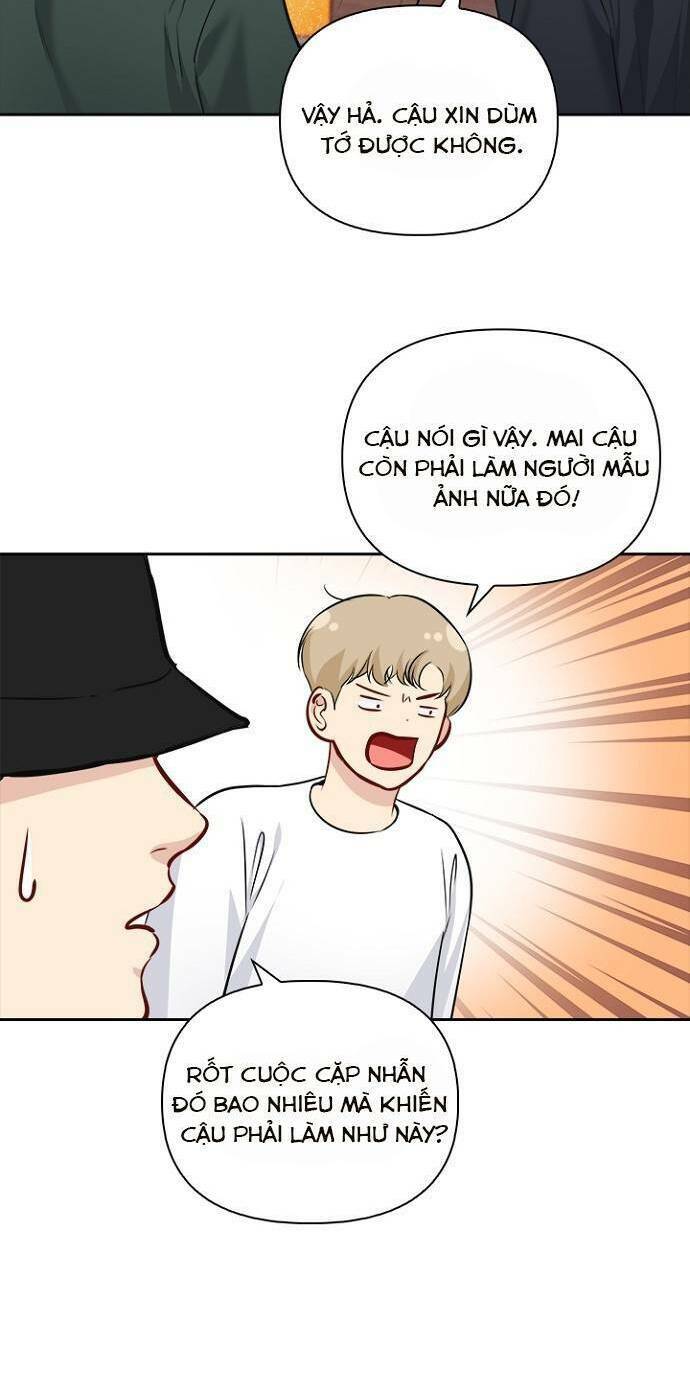 VẬY HẢ. CẬU XIN DÙM
TỚ ĐƯỢC KHÔNG.
CẬU NÓI GÌ VẬY. MAI CẬU
CÒN PHẢI LÀM NGƯỜI MẪU
ẢNH NỮA ĐÓ!
RỐT CUỘC CẶP NHẪN
ĐÓ BAO NHIÊU MÀ KHIẾN
CẬU PHẢI LÀM NHƯ NÀY?